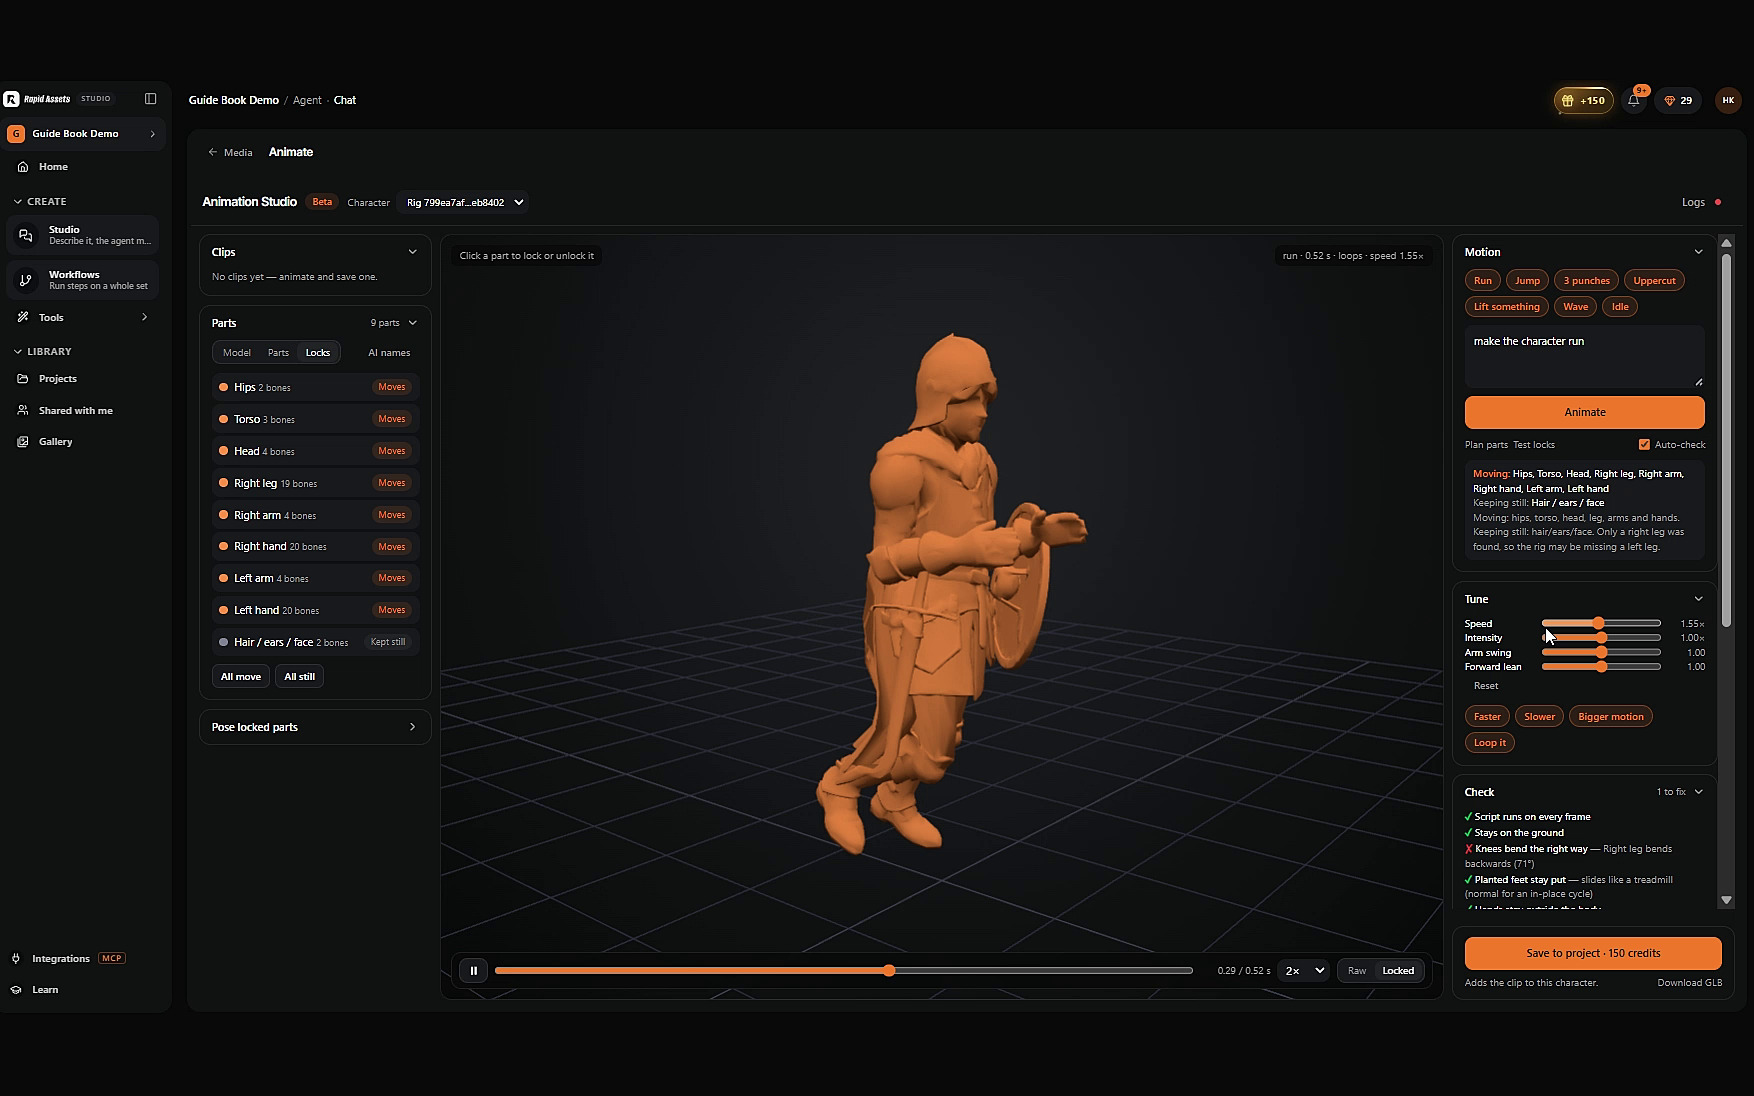 Rapid Assets STUDIO
Guide Book Demo / Agent · Chat
+150
9+
29
HK
G Guide Book Demo
Home
CREATE
Studio
Describe it, the agent m...
Workflows
Run steps on a whole set
Tools
LIBRARY
Projects
Shared with me
Gallery
Integrations MCP
Learn
← Media Animate
Animation Studio Beta Character Rig 799ea7af...eb8402
Logs
Clips
No clips yet — animate and save one.
Parts 9 parts
Model Parts Locks AI names
Hips 2 bones Moves
Torso 3 bones Moves
Head 4 bones Moves
Right leg 19 bones Moves
Right arm 4 bones Moves
Right hand 20 bones Moves
Left arm 4 bones Moves
Left hand 20 bones Moves
Hair / ears / face 2 bones Kept still
All move All still
Pose locked parts
Click a part to lock or unlock it
run · 0.52 s · loops · speed 1.55×
0.29 / 0.52 s 2× Raw Locked
Motion
Run Jump 3 punches Uppercut
Lift something Wave Idle
make the character run
Animate
Plan parts Test locks Auto-check
Moving: Hips, Torso, Head, Right leg, Right arm,
Right hand, Left arm, Left hand
Keeping still: Hair / ears / face
Moving: hips, torso, head, leg, arms and hands.
Keeping still: hair/ears/face. Only a right leg was
found, so the rig may be missing a left leg.
Tune
Speed 1.55×
Intensity 1.00×
Arm swing 1.00
Forward lean 1.00
Reset
Faster Slower Bigger motion
Loop it
Check 1 to fix
✓ Script runs on every frame
✓ Stays on the ground
✗ Knees bend the right way — Right leg bends
backwards (71°)
✓ Planted feet stay put — slides like a treadmill
(normal for an in-place cycle)
Save to project · 150 credits
Adds the clip to this character. Download GLB